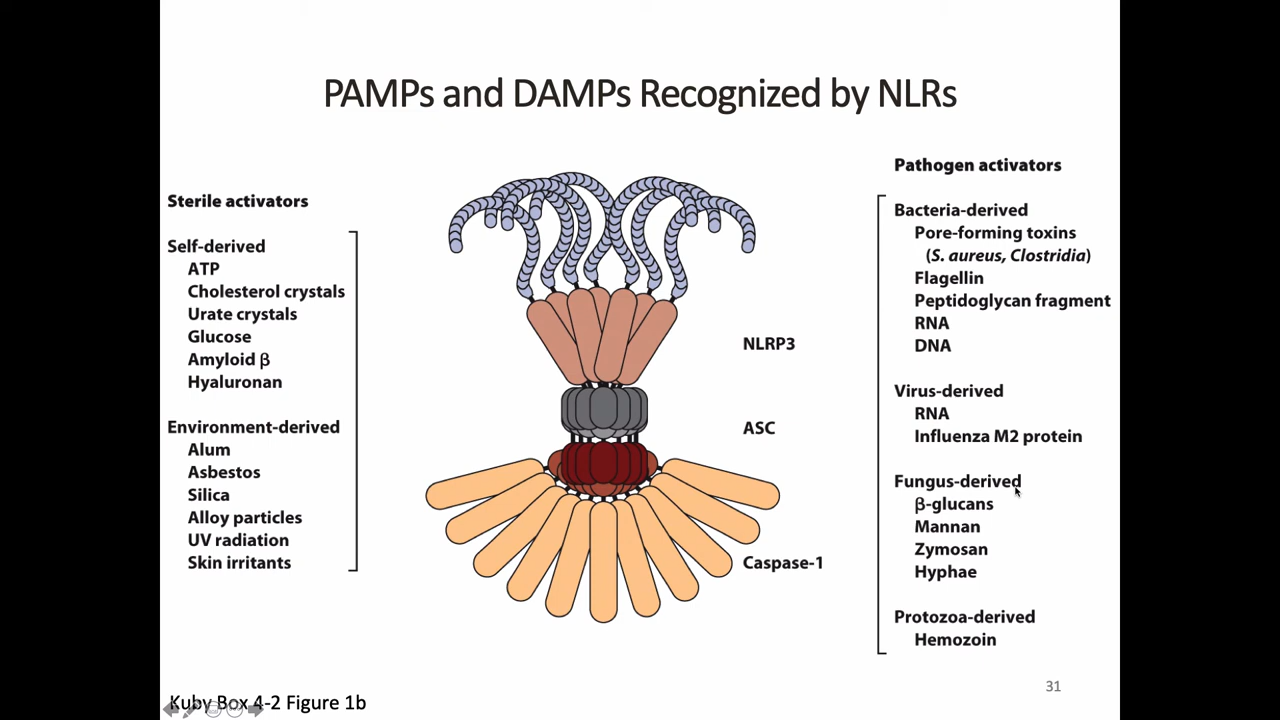 PAMPs and DAMPs Recognized by NLRs
Sterile activators
Self-derived
ATP
Cholesterol crystals
Urate crystals
Glucose
Amyloid β
Hyaluronan
Environment-derived
Alum
Asbestos
Silica
Alloy particles
UV radiation
Skin irritants
NLRP3
ASC
Caspase-1
Pathogen activators
Bacteria-derived
Pore-forming toxins
(S. aureus, Clostridia)
Flagellin
Peptidoglycan fragment
RNA
DNA
Virus-derived
RNA
Influenza M2 protein
Fungus-derived
β-glucans
Mannan
Zymosan
Hyphae
Protozoa-derived
Hemozoin
31
Kuby Box 4-2 Figure 1b